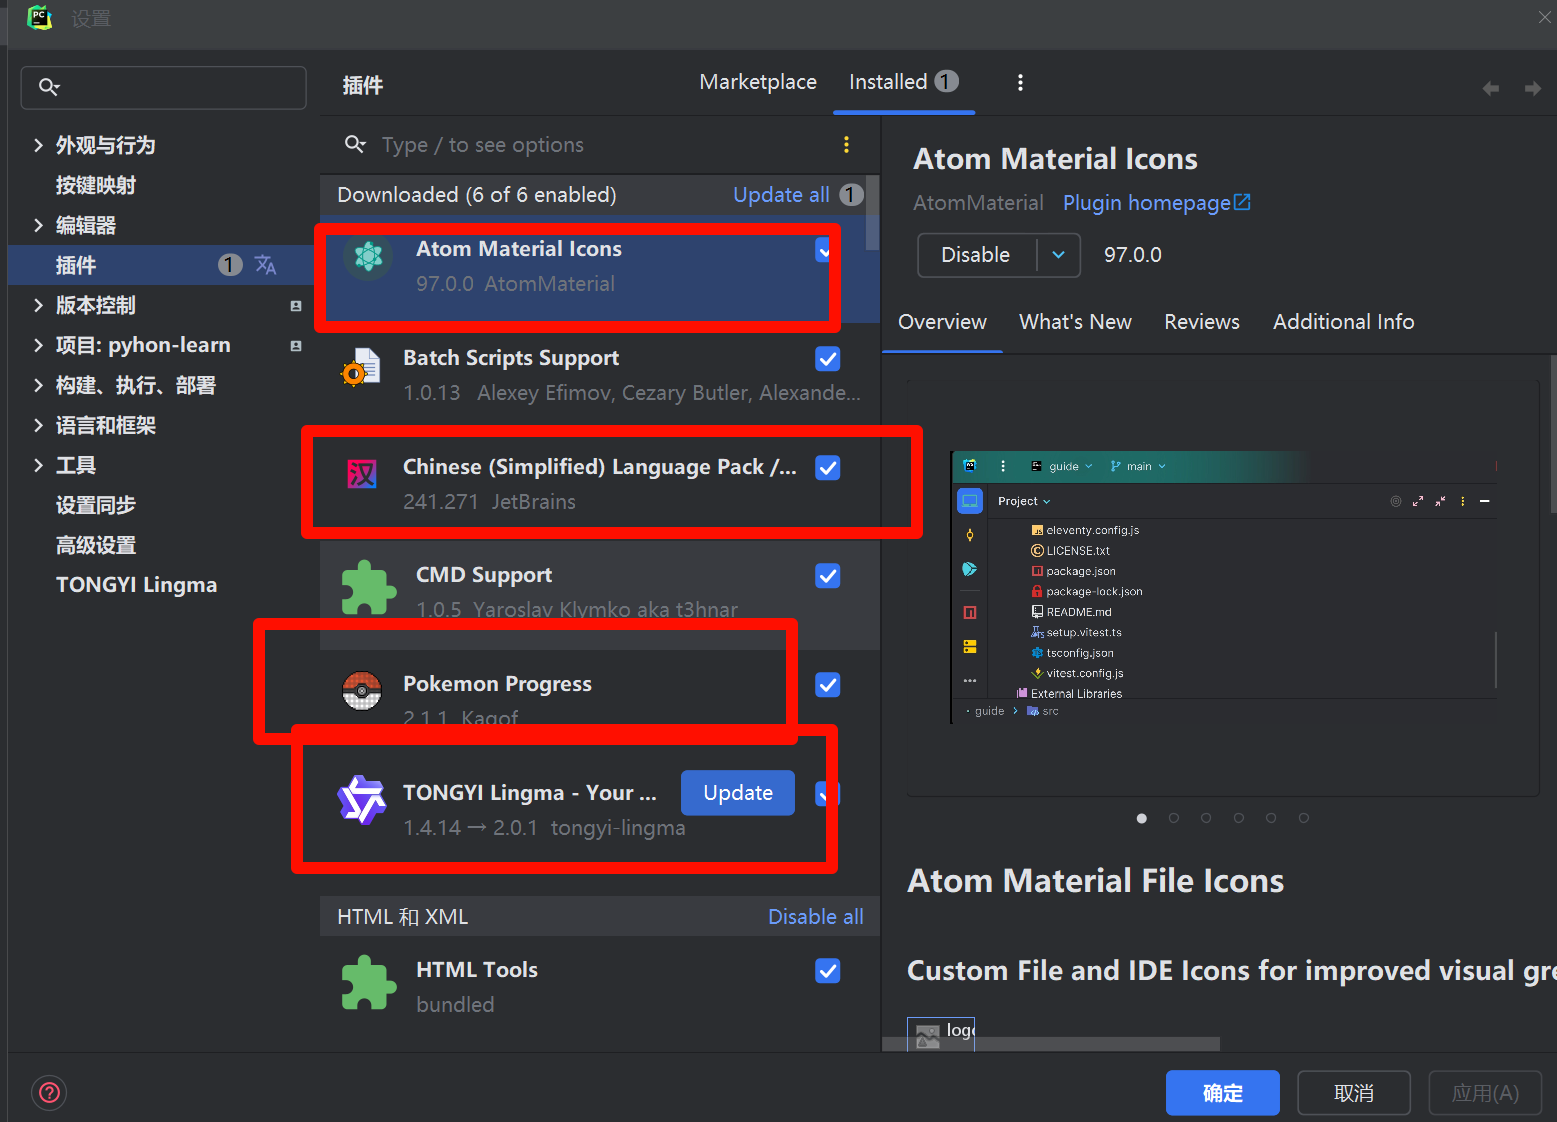 PC
设置
插件
Marketplace
Installed 1
外观与行为
按键映射
编辑器
插件 1
版本控制
项目: pyhon-learn
构建、执行、部署
语言和框架
工具
设置同步
高级设置
TONGYI Lingma
Type / to see options
Downloaded (6 of 6 enabled)
Update all 1
Atom Material Icons
97.0.0 AtomMaterial
Batch Scripts Support
1.0.13 Alexey Efimov, Cezary Butler, Alexande...
汉
Chinese (Simplified) Language Pack /...
241.271 JetBrains
CMD Support
1.0.5 Yaroslav Klymko aka t3hnar
Pokemon Progress
2.1.1 Kagof
TONGYI Lingma - Your ...
Update
1.4.14 → 2.0.1 tongyi-lingma
HTML 和 XML
Disable all
HTML Tools
bundled
Atom Material Icons
AtomMaterial Plugin homepage
Disable
97.0.0
Overview
What's New
Reviews
Additional Info
guide
main
Project
eleventy.config.js
LICENSE.txt
package.json
package-lock.json
README.md
setup.vitest.ts
tsconfig.json
vitest.config.js
External Libraries
guide
src
Atom Material File Icons
Custom File and IDE Icons for improved visual gre
logo
确定
取消
应用(A)